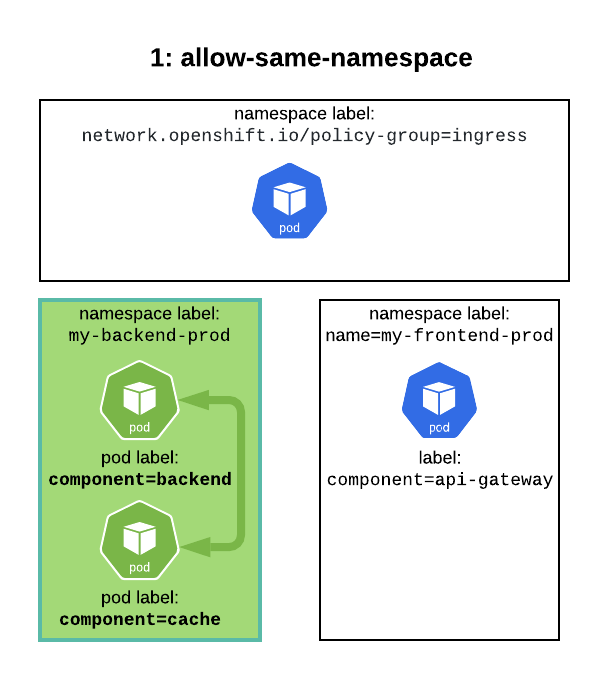 1: allow-same-namespace
namespace label:
network.openshift.io/policy-group=ingress
pod
namespace label:
my-backend-prod
pod
pod label:
component=backend
pod
pod label:
component=cache
namespace label:
name=my-frontend-prod
pod
label:
component=api-gateway